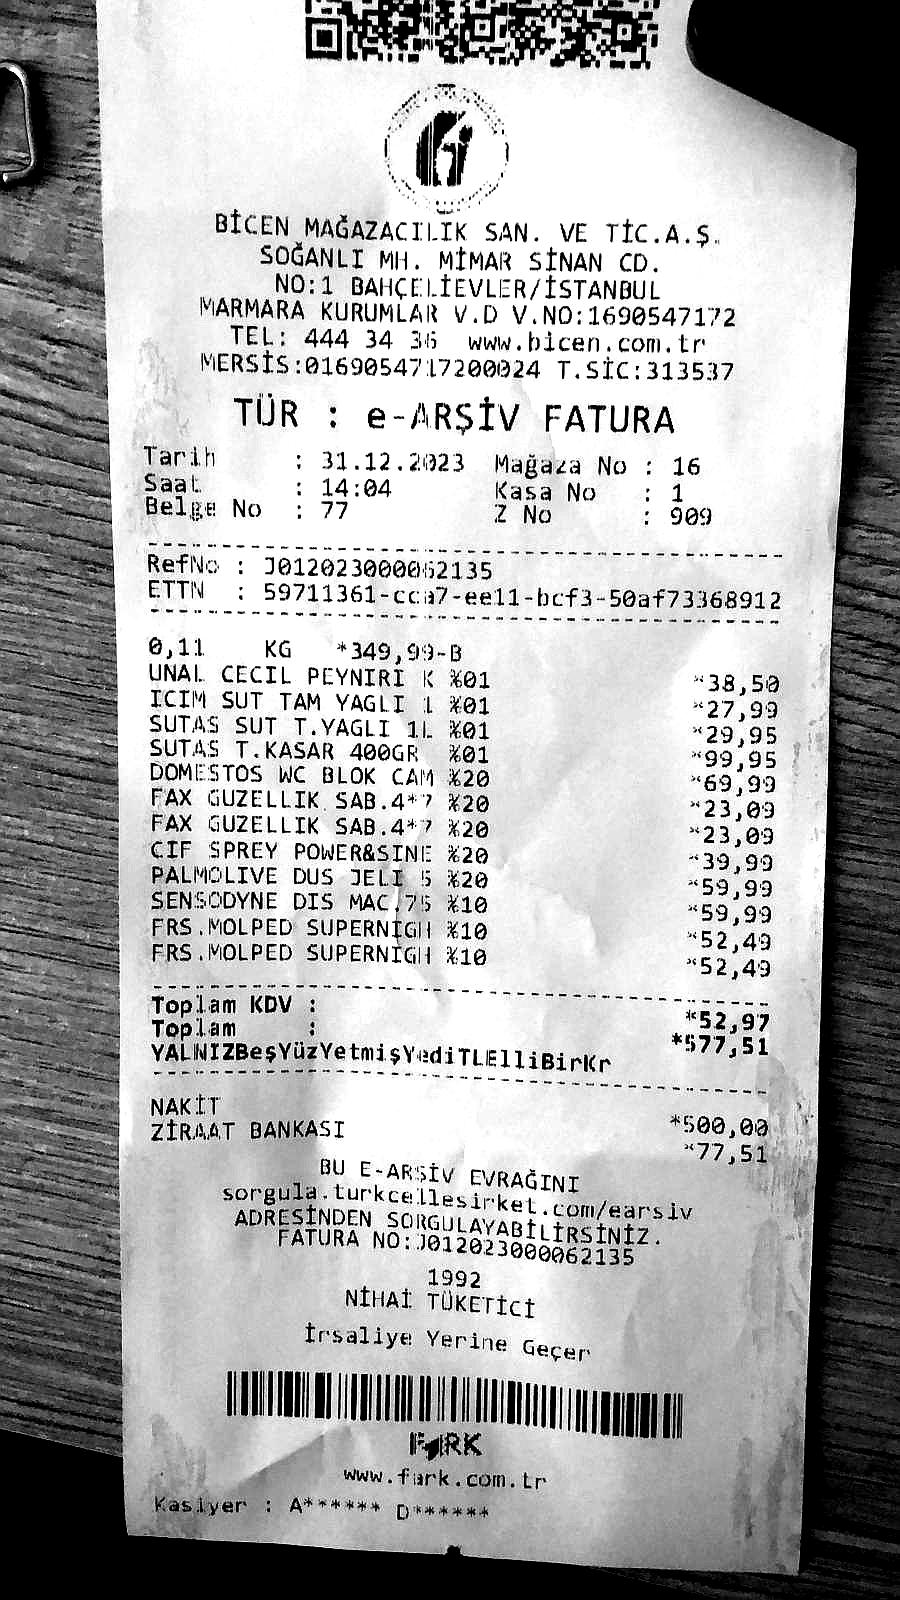 BİCEN MAĞAZACILIK SAN. VE TİC.A.Ş.
SOĞANLI MH. MİMAR SİNAN CD.
NO:1 BAHÇELİEVLER/İSTANBUL
MARMARA KURUMLAR V.D V.NO:1690547172
TEL: 444 34 36 www.bicen.com.tr
MERSİS:0169054717200024 T.SİC:313537
TÜR : e-ARŞİV FATURA
Tarih : 31.12.2023 Mağaza No : 16
Saat : 14:04 Kasa No : 1
Belge No : 77 Z No : 909
RefNo : J012023000062135
ETTN : 59711361-cca7-ee11-bcf3-50af73368912
0,11 KG *349,99-B
UNAL CECIL PEYNIRI K %01 *38,50
ICIM SUT TAM YAGLI 1L %01 *27,99
SUTAS SUT T.YAGLI 1L %01 *29,95
SUTAS T.KASAR 400GR %01 *99,95
DOMESTOS WC BLOK CAM %20 *69,99
FAX GUZELLIK SAB.4*7 %20 *23,09
FAX GUZELLIK SAB.4*7 %20 *23,09
CIF SPREY POWER&SINE %20 *39,99
PALMOLIVE DUS JELI 5 %20 *59,99
SENSODYNE DIS MAC.75 %10 *59,99
FRS.MOLPED SUPERNIGH %10 *52,49
FRS.MOLPED SUPERNIGH %10 *52,49
Toplam KDV : *52,97
Toplam : *577,51
YALNIZBeşYüzYetmişYediTLElliBirKr
NAKİT *500,00
ZİRAAT BANKASI *77,51
BU E-ARSİV EVRAĞINI
sorgula.turkcellesirket.com/earsiv
ADRESİNDEN SORGULAYABİLİRSİNİZ.
FATURA NO:J012023000062135
1992
NİHAİ TÜKETİCİ
İrsaliye Yerine Geçer
FARK
www.fark.com.tr
Kasiyer : A****** D******